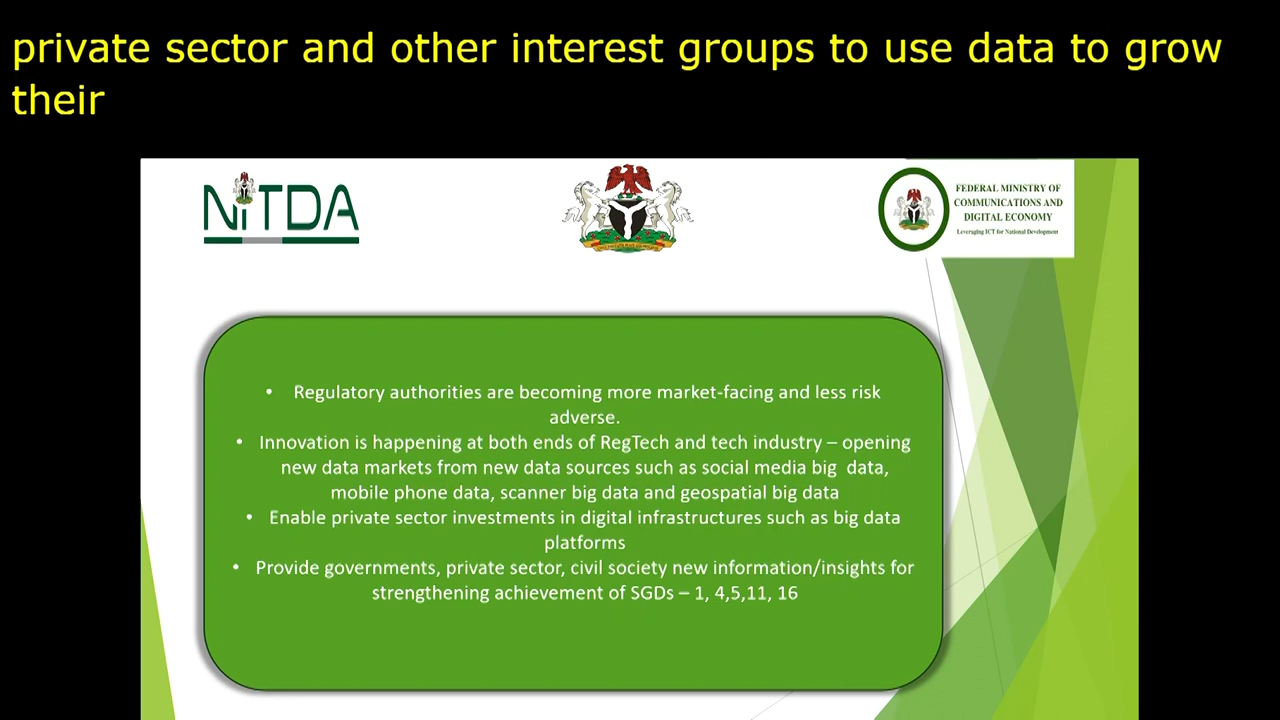 private sector and other interest groups to use data to grow
their
NiTDA
FEDERAL MINISTRY OF
COMMUNICATIONS AND
DIGITAL ECONOMY
Leveraging ICT for National Development
• Regulatory authorities are becoming more market-facing and less risk
adverse.
• Innovation is happening at both ends of RegTech and tech industry – opening
new data markets from new data sources such as social media big data,
mobile phone data, scanner big data and geospatial big data
• Enable private sector investments in digital infrastructures such as big data
platforms
• Provide governments, private sector, civil society new information/insights for
strengthening achievement of SGDs – 1, 4,5,11, 16